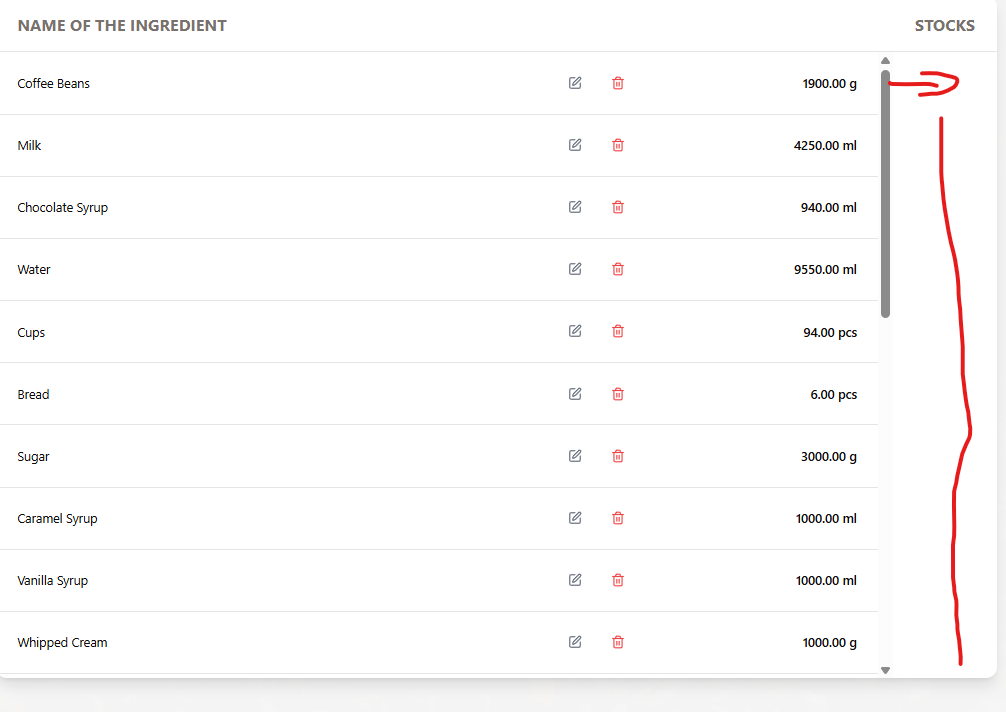 NAME OF THE INGREDIENT STOCKS
Coffee Beans 1900.00 g
Milk 4250.00 ml
Chocolate Syrup 940.00 ml
Water 9550.00 ml
Cups 94.00 pcs
Bread 6.00 pcs
Sugar 3000.00 g
Caramel Syrup 1000.00 ml
Vanilla Syrup 1000.00 ml
Whipped Cream 1000.00 g